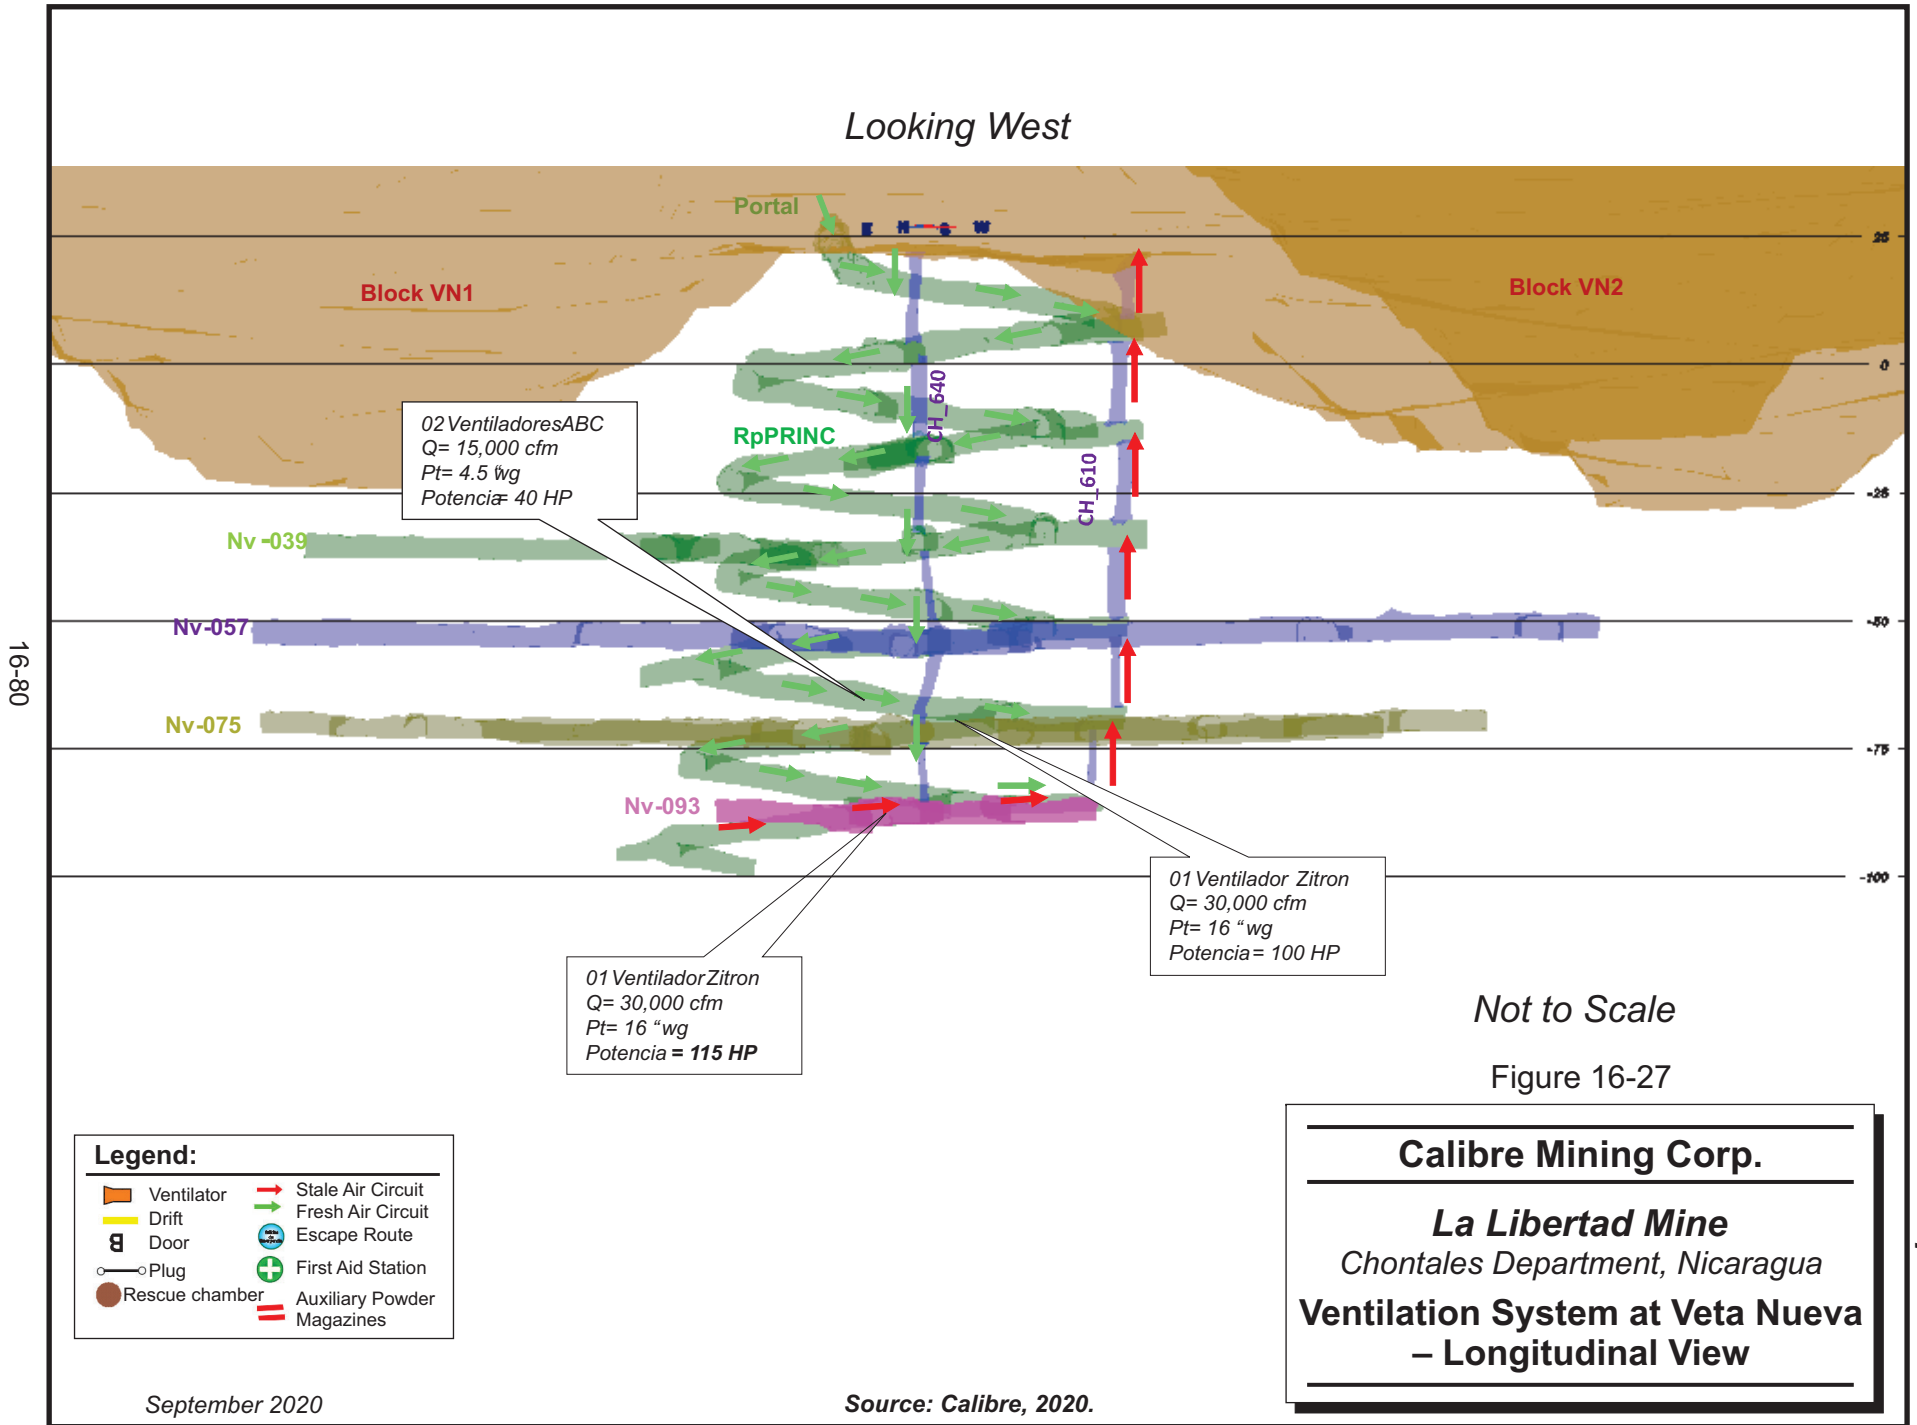 Looking West
Portal
E N S W
25
Block VN1
Block VN2
0
CH_640
02 Ventiladores ABC
Q= 15,000 cfm
Pt= 4.5 "wg
Potencia= 40 HP
RpPRINC
CH_610
-25
Nv -039
-50
Nv-057
16-80
Nv-075
-75
Nv-093
-100
01 Ventilador Zitron
Q= 30,000 cfm
Pt= 16 “wg
Potencia = 100 HP
01 Ventilador Zitron
Q= 30,000 cfm
Pt= 16 “wg
Potencia = 115 HP
Not to Scale
Figure 16-27
Legend:
Ventilator
Drift
B Door
Plug
Rescue chamber
Stale Air Circuit
Fresh Air Circuit
Escape Route
First Aid Station
Auxiliary Powder
Magazines
Calibre Mining Corp.
La Libertad Mine
Chontales Department, Nicaragua
Ventilation System at Veta Nueva
– Longitudinal View
September 2020
Source: Calibre, 2020.